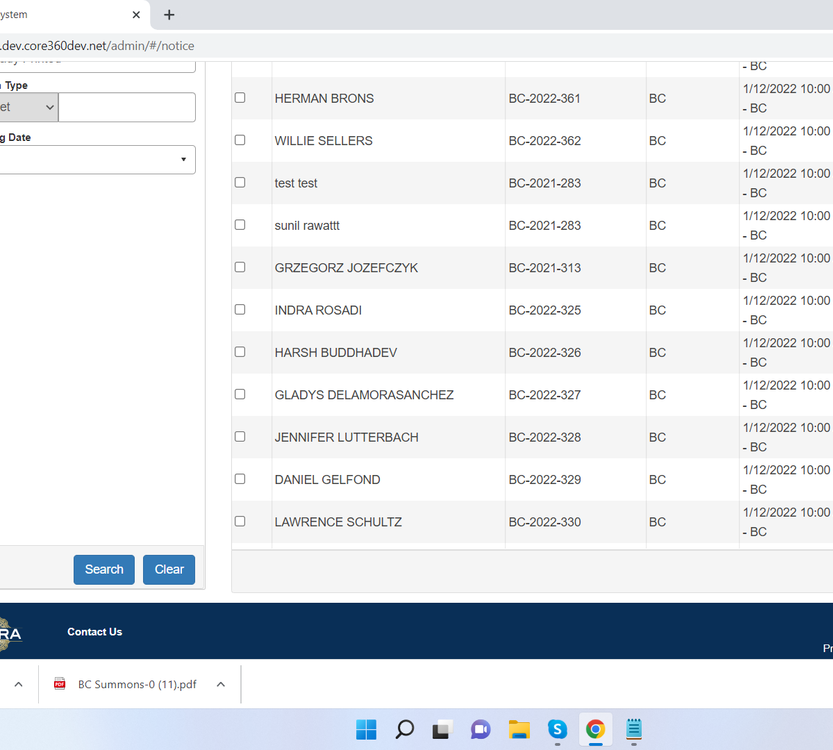 ystem
.dev.core360dev.net/admin/#/notice
- BC
Type
et
g Date
HERMAN BRONS BC-2022-361 BC 1/12/2022 10:00
- BC
WILLIE SELLERS BC-2022-362 BC 1/12/2022 10:00
- BC
test test BC-2021-283 BC 1/12/2022 10:00
- BC
sunil rawattt BC-2021-283 BC 1/12/2022 10:00
- BC
GRZEGORZ JOZEFCZYK BC-2021-313 BC 1/12/2022 10:00
- BC
INDRA ROSADI BC-2022-325 BC 1/12/2022 10:00
- BC
HARSH BUDDHADEV BC-2022-326 BC 1/12/2022 10:00
- BC
GLADYS DELAMORASANCHEZ BC-2022-327 BC 1/12/2022 10:00
- BC
JENNIFER LUTTERBACH BC-2022-328 BC 1/12/2022 10:00
- BC
DANIEL GELFOND BC-2022-329 BC 1/12/2022 10:00
- BC
LAWRENCE SCHULTZ BC-2022-330 BC 1/12/2022 10:00
- BC
Search Clear
RA Contact Us
Pr
PDF BC Summons-0 (11).pdf
S